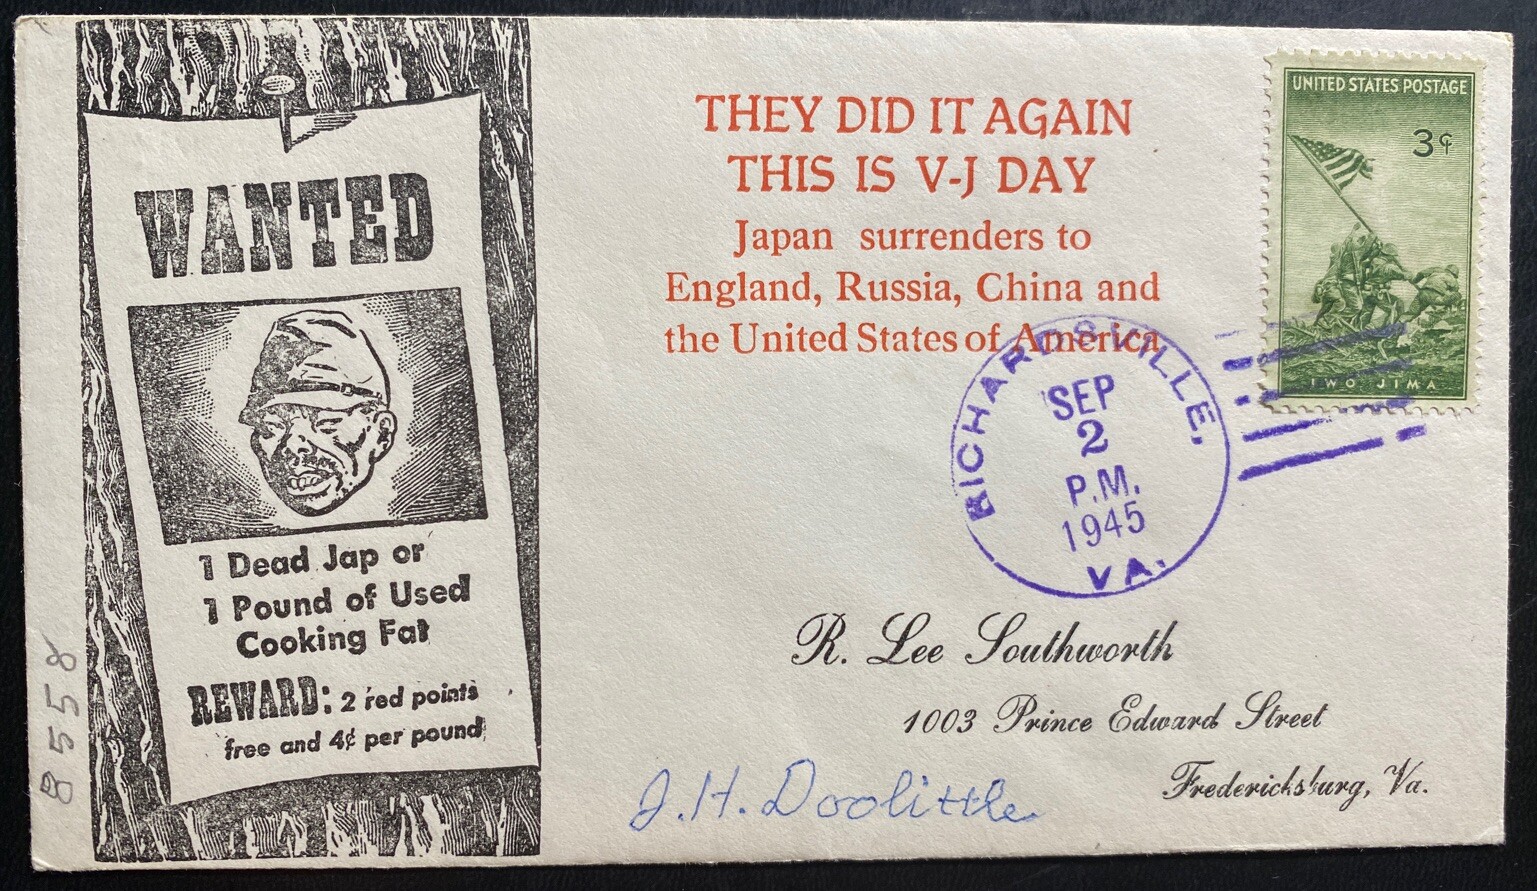 WANTED
1 Dead Jap or
1 Pound of Used
Cooking Fat
REWARD: 2 red points
free and 4¢ per pound
8558
THEY DID IT AGAIN
THIS IS V-J DAY
Japan surrenders to
England, Russia, China and
the United States of America
UNITED STATES POSTAGE
3¢
IWO JIMA
RICHARDSVILLE,
SEP
2
P.M.
1945
VA.
R. Lee Southworth
1003 Prince Edward Street
Fredericksburg, Va.
J. H. Doolittle